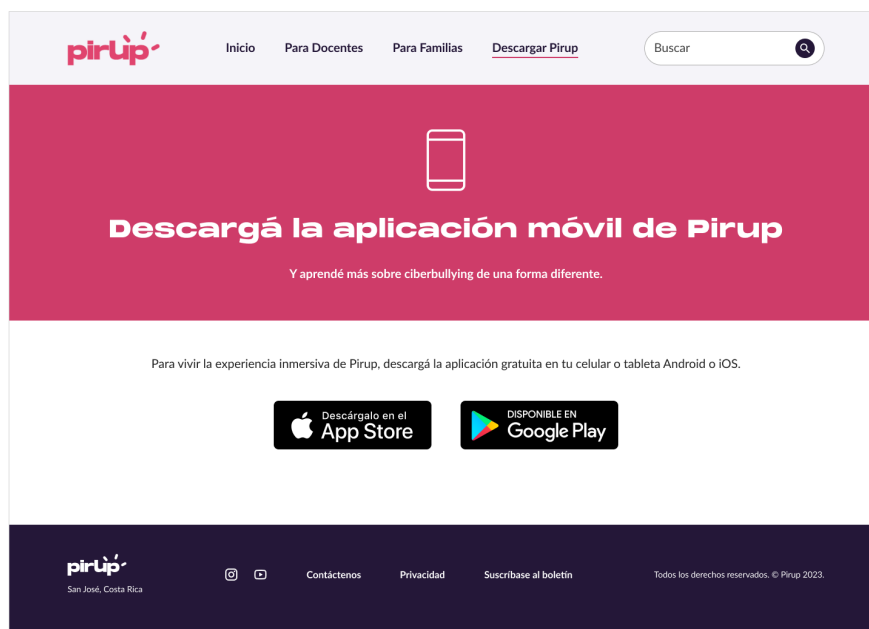 pirüp
Inicio
Para Docentes
Para Familias
Descargar Pirup
Buscar
Descargá la aplicación móvil de Pirup
Y aprendé más sobre ciberbullying de una forma diferente.
Para vivir la experiencia inmersiva de Pirup, descargá la aplicación gratuita en tu celular o tableta Android o iOS.
Descárgalo en el
App Store
DISPONIBLE EN
Google Play
pirüp
San José, Costa Rica
Contáctenos
Privacidad
Suscríbase al boletín
Todos los derechos reservados. © Pirup 2023.